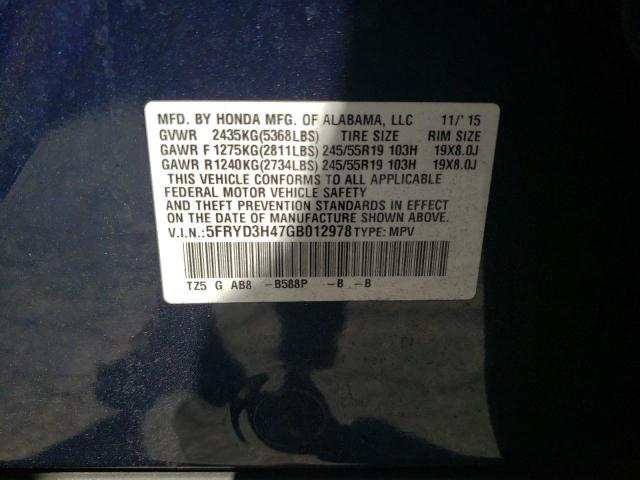 MFD. BY HONDA MFG. OF ALABAMA, LLC 11/'15
GVWR 2435KG(5368LBS) TIRE SIZE RIM SIZE
GAWR F 1275KG(2811LBS) 245/55R19 103H 19X8.0J
GAWR R1240KG(2734LBS) 245/55R19 103H 19X8.0J
THIS VEHICLE CONFORMS TO ALL APPLICABLE
FEDERAL MOTOR VEHICLE SAFETY
AND THEFT PREVENTION STANDARDS IN EFFECT
ON THE DATE OF MANUFACTURE SHOWN ABOVE.
V.I.N.: 5FRYD3H47GB012978 TYPE: MPV
TZ5 G AB8 -B588P -B -B